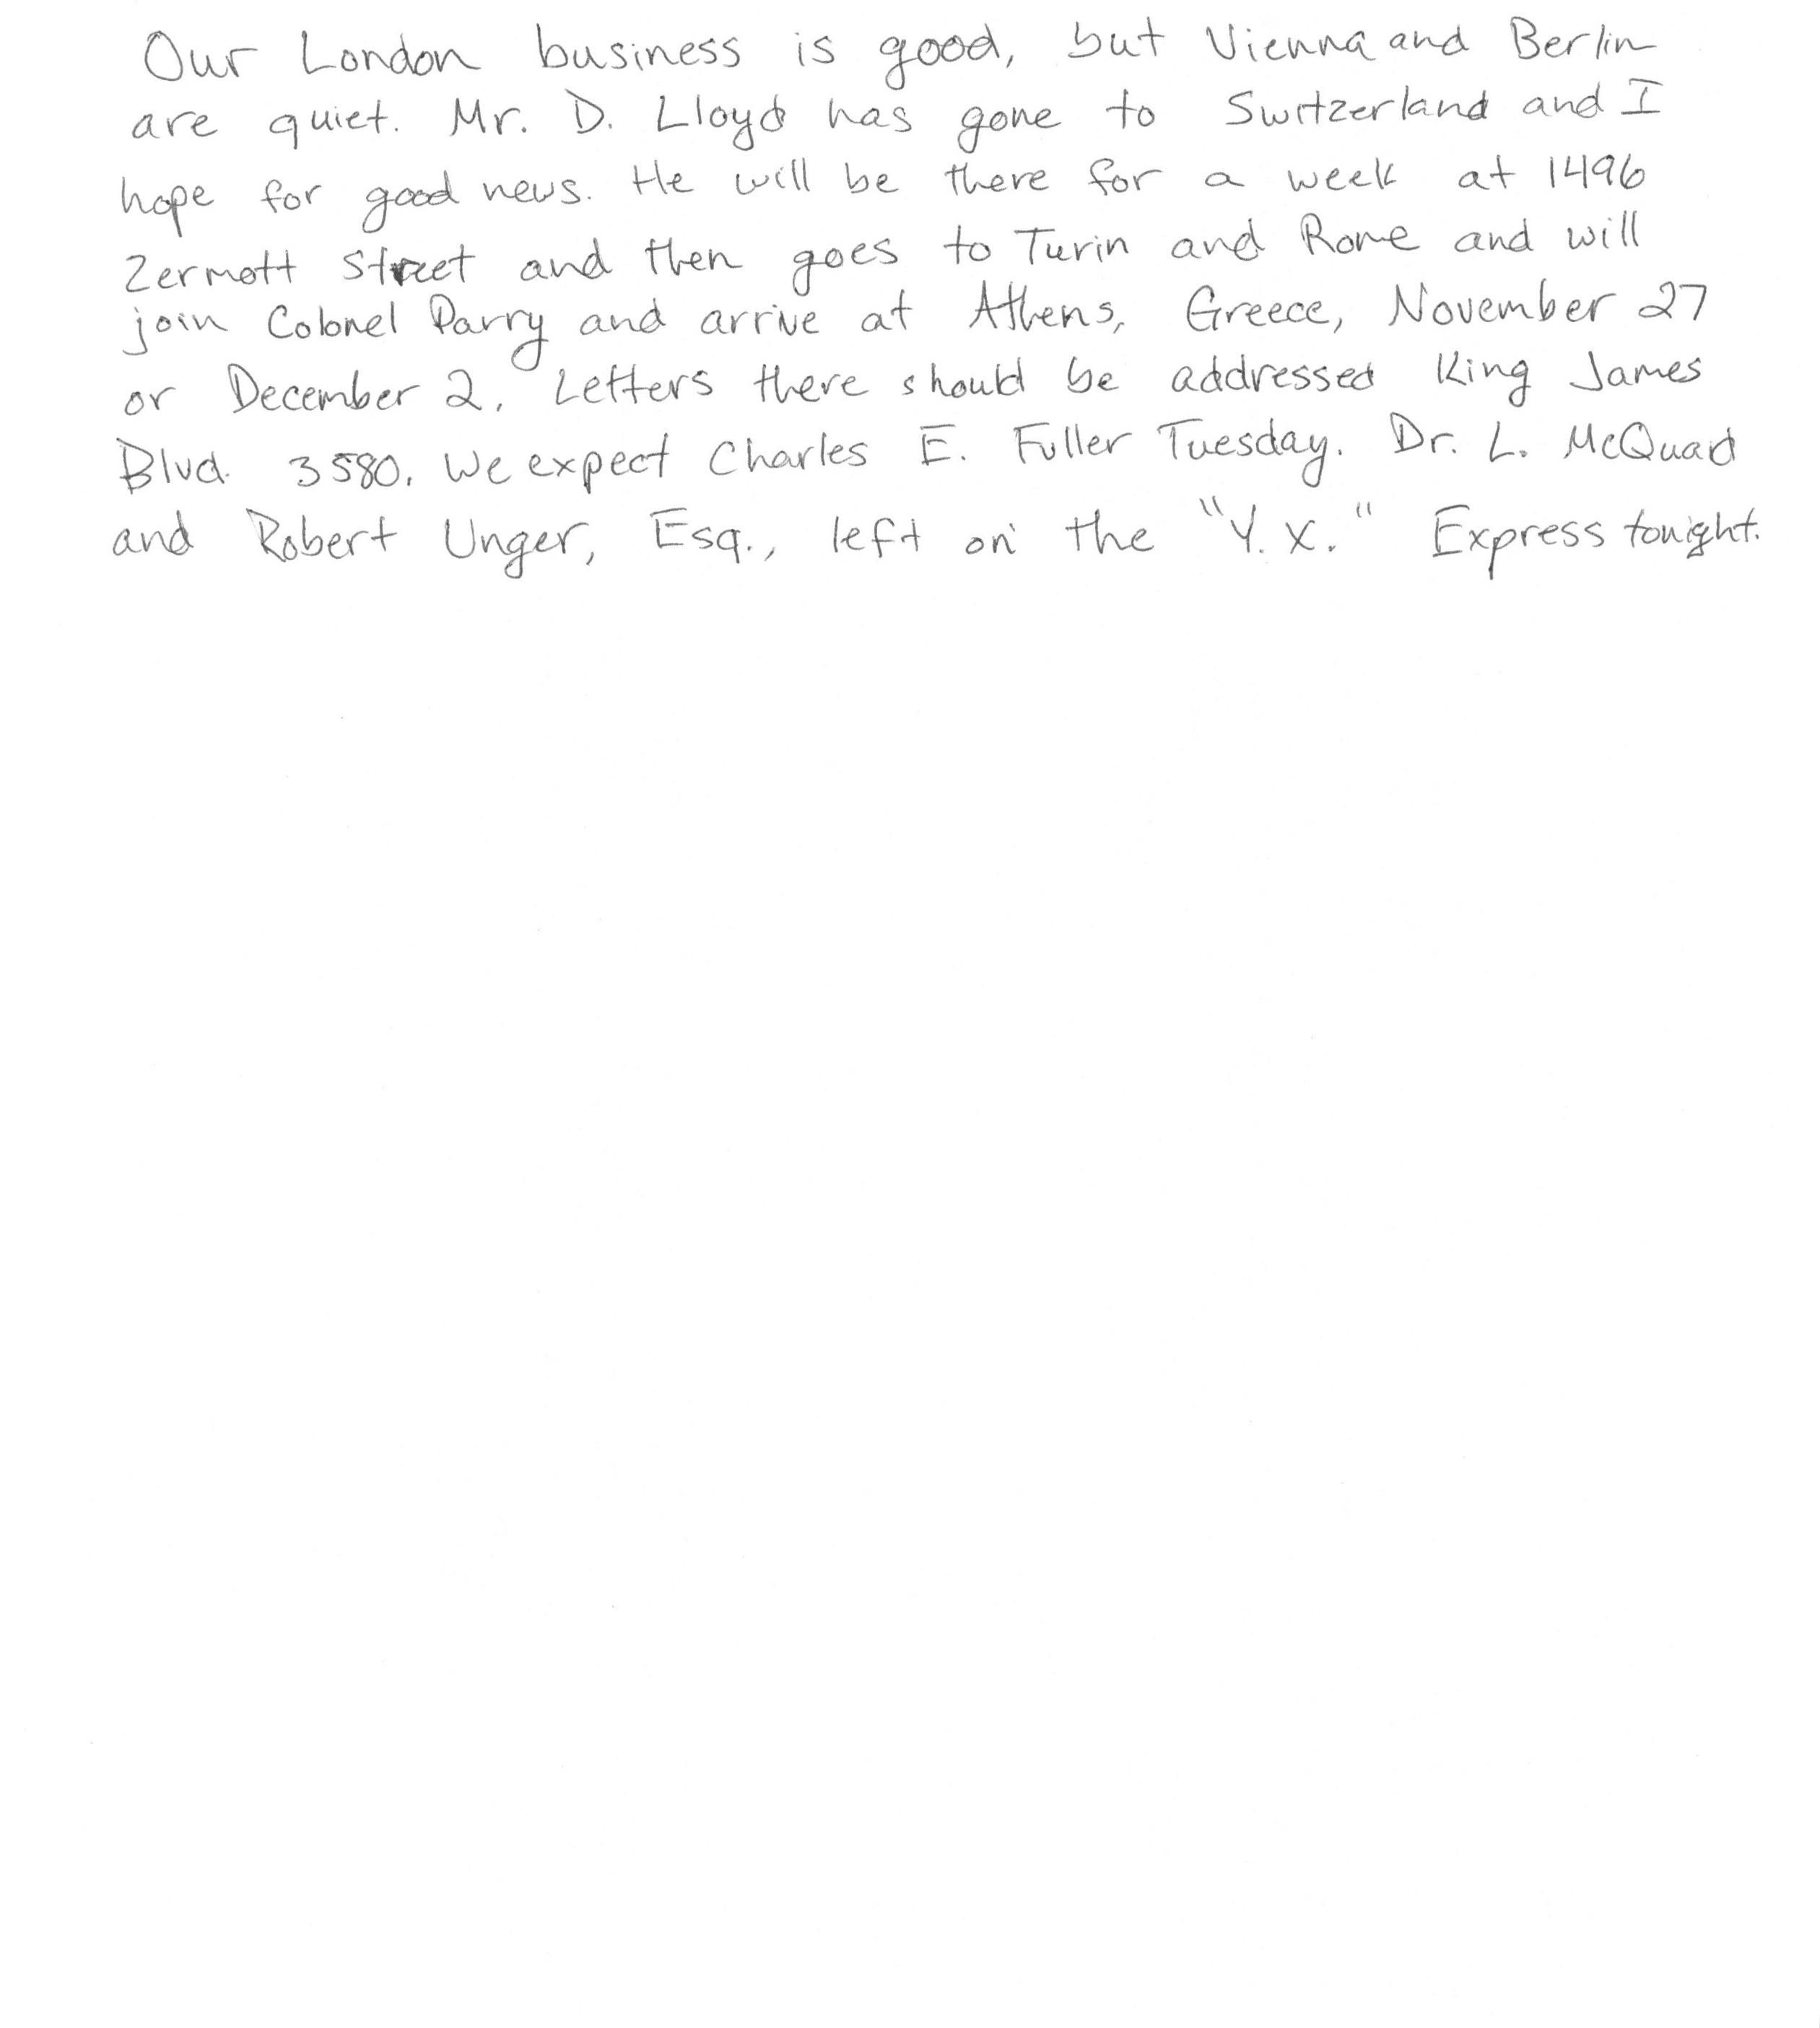 Our London business is good, but Vienna and Berlin
are quiet. Mr. D. Lloyd has gone to Switzerland and I
hope for good news. He will be there for a week at 1496
Zermott Street and then goes to Turin and Rome and will
join Colonel Parry and arrive at Athens, Greece, November 27
or December 2. Letters there should be addressed King James
Blvd. 3580. We expect Charles E. Fuller Tuesday. Dr. L. McQuad
and Robert Unger, Esq., left on the "Y. X." Express tonight.